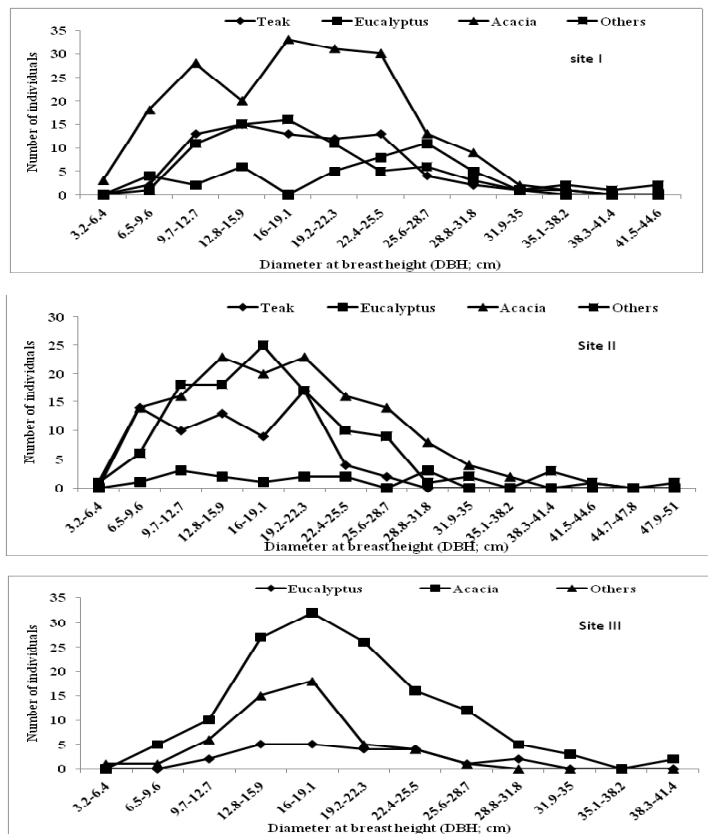 Teak Eucalyptus Acacia Others
site I
Number of individuals
35
30
25
20
15
10
5
0
3.2-6.4 6.5-9.6 9.7-12.7 12.8-15.9 16-19.1 19.2-22.3 22.4-25.5 25.6-28.7 28.8-31.8 31.9-35 35.1-38.2 38.3-41.4 41.5-44.6
Diameter at breast height (DBH; cm)
Teak Eucalyptus Acacia Others
Site II
Number of individuals
30
25
20
15
10
5
0
3.2-6.4 6.5-9.6 9.7-12.7 12.8-15.9 16-19.1 19.2-22.3 22.4-25.5 25.6-28.7 28.8-31.8 31.9-35 35.1-38.2 38.3-41.4 41.5-44.6 44.7-47.8 47.9-51
Diameter at breast height (DBH; cm)
Eucalyptus Acacia Others
Site III
Number of individuals
35
30
25
20
15
10
5
0
3.2-6.4 6.5-9.6 9.7-12.7 12.8-15.9 16-19.1 19.2-22.3 22.4-25.5 25.6-28.7 28.8-31.8 31.9-35 35.1-38.2 38.3-41.4
Diameter at breast height (DBH; cm)